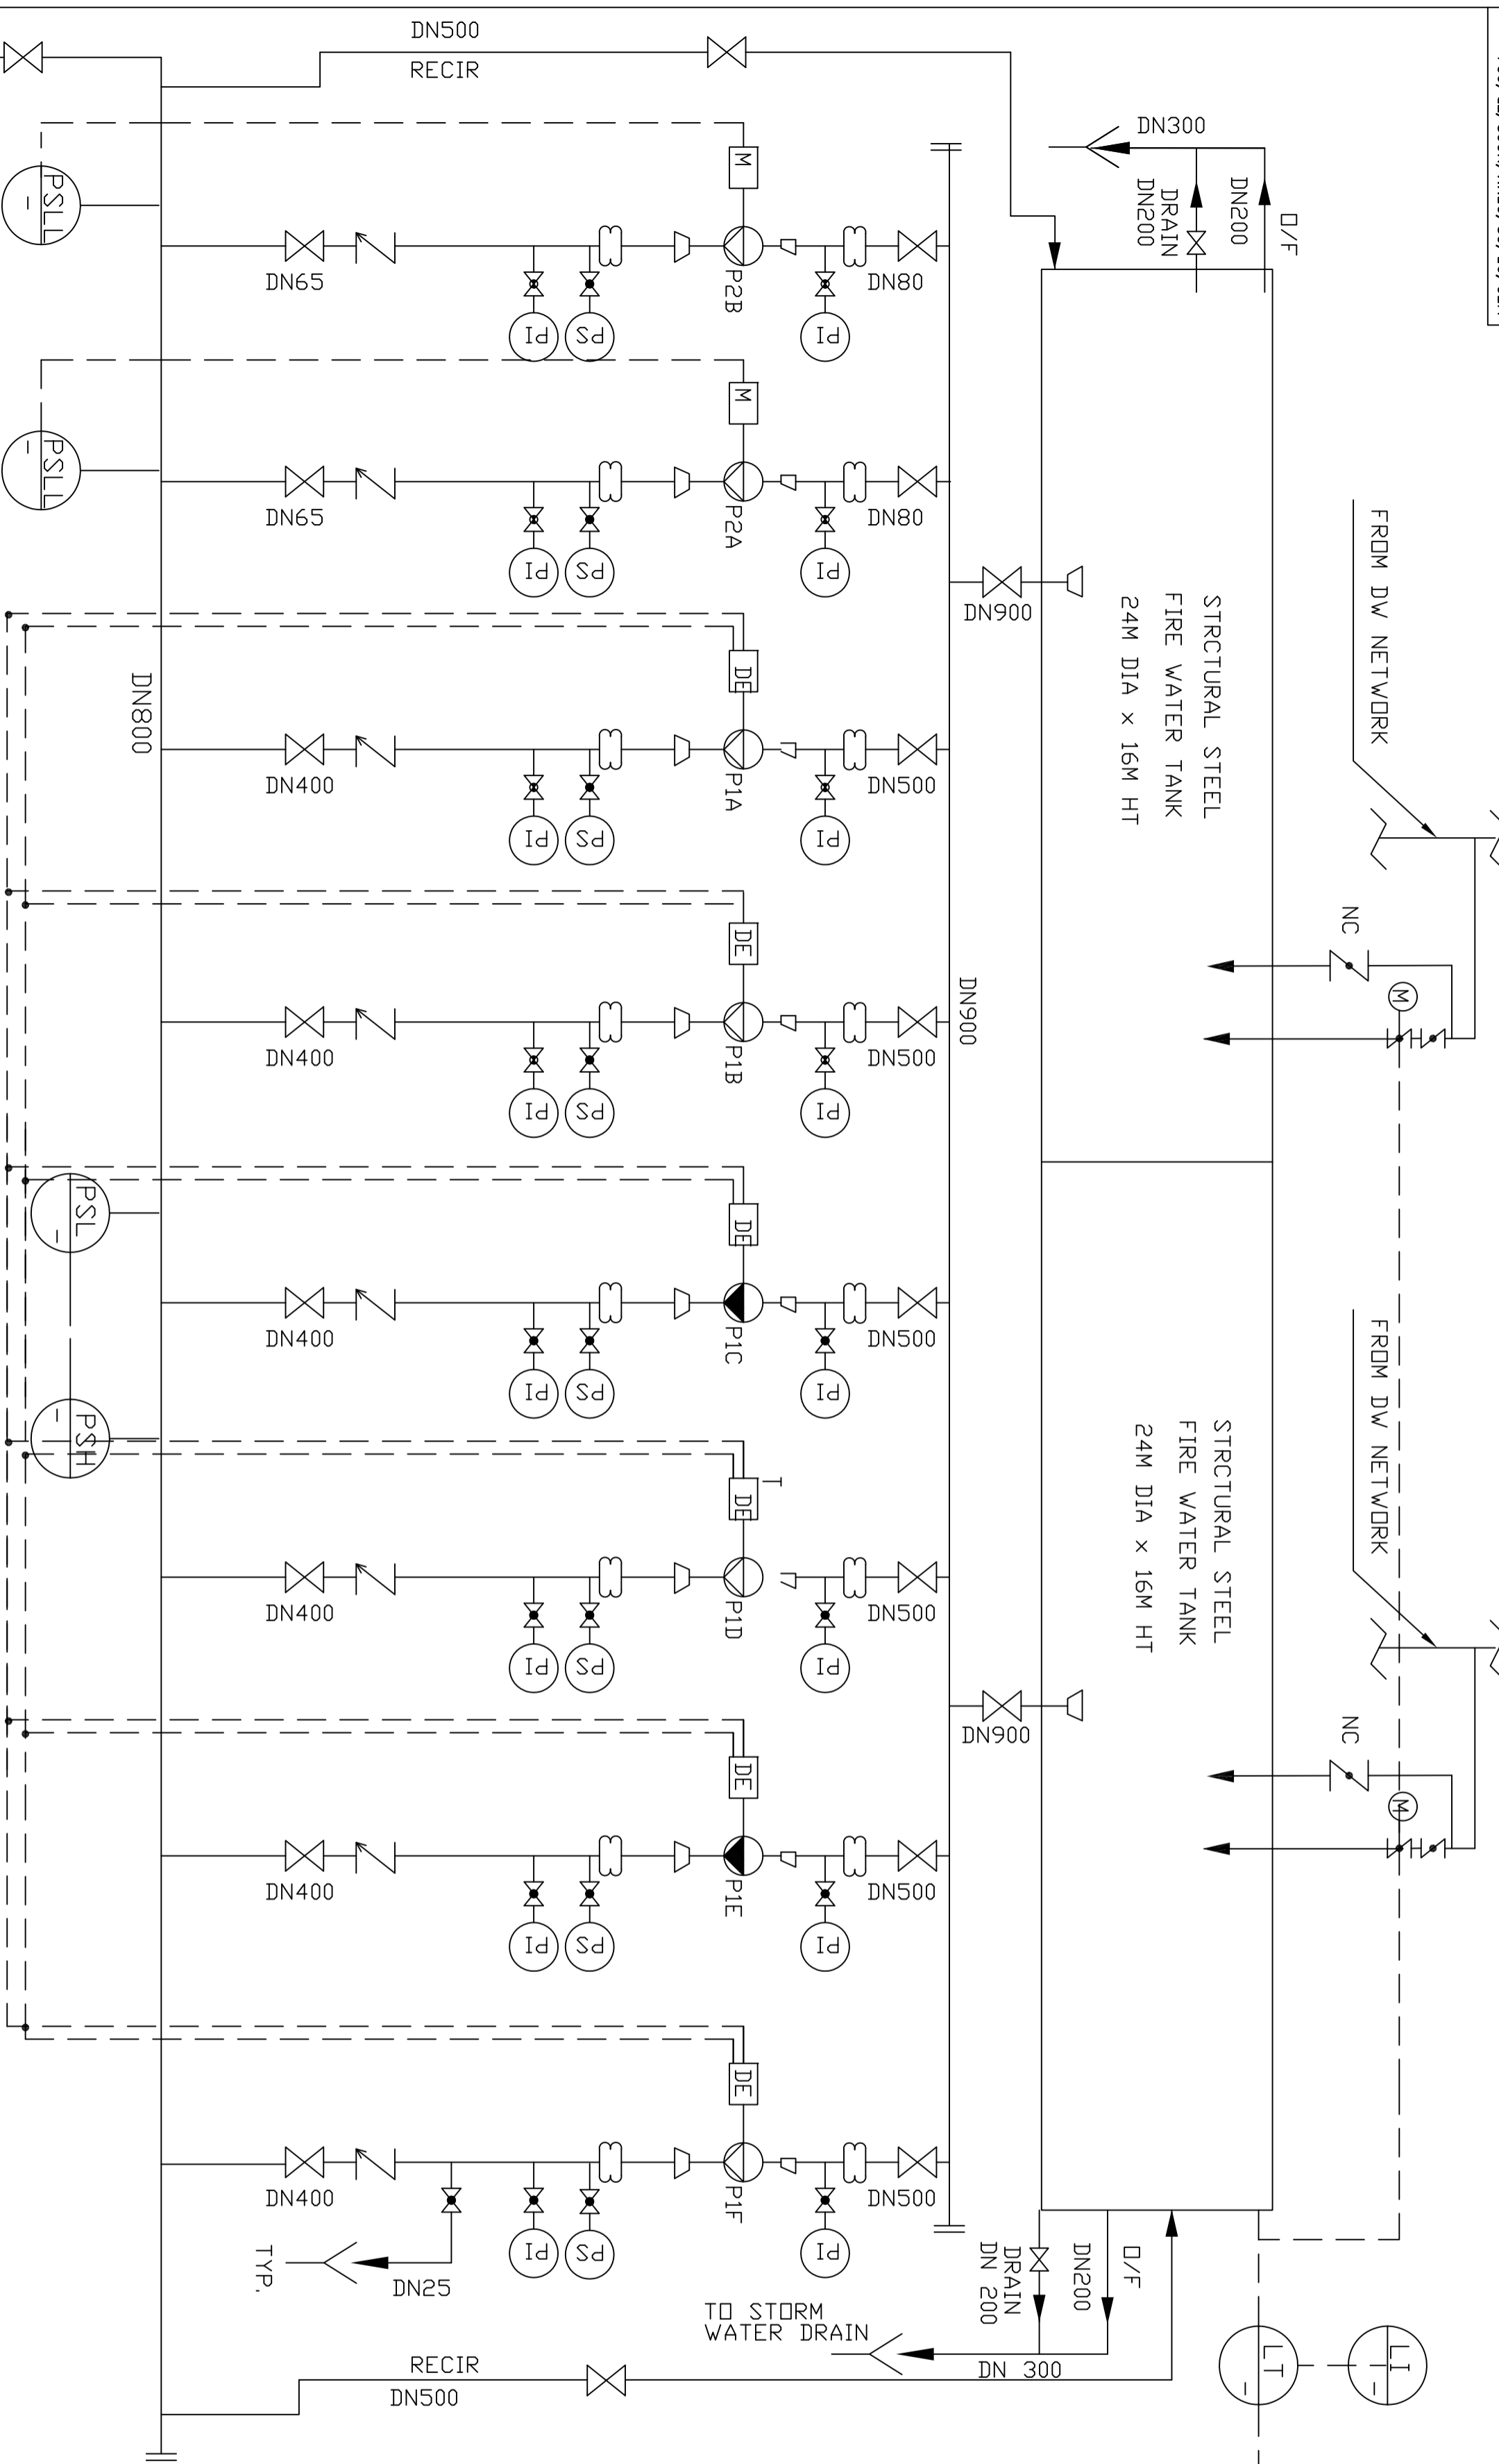 DN500
RECIR
DN300
O/F
DN200
DRAIN
DN200
M
PSLL
-
DN65
PI
PS
P2B
PI
DN80
M
PSLL
-
DN65
PI
PS
P2A
PI
DN80
FROM DW NETWORK
DN900
STRCTURAL STEEL
FIRE WATER TANK
24M DIA x 16M HT
DN800
DE
DN400
PI
PS
P1A
PI
DN500
NC
M
DE
DN400
PI
PS
P1B
PI
DN500
DN900
PSL
-
DE
DN400
PI
PS
P1C
PI
DN500
FROM DW NETWORK
PSH
-
T
DE
DN400
PI
PS
P1D
PI
DN500
STRCTURAL STEEL
FIRE WATER TANK
24M DIA x 16M HT
DN900
NC
M
DE
DN400
PI
PS
P1E
PI
DN500
DE
DN400
PI
PS
P1F
PI
DN500
TYP.
DN25
TO STORM
WATER DRAIN
O/F
DN200
DRAIN
DN 200
DN 300
LT
-
LI
-
RECIR
DN500